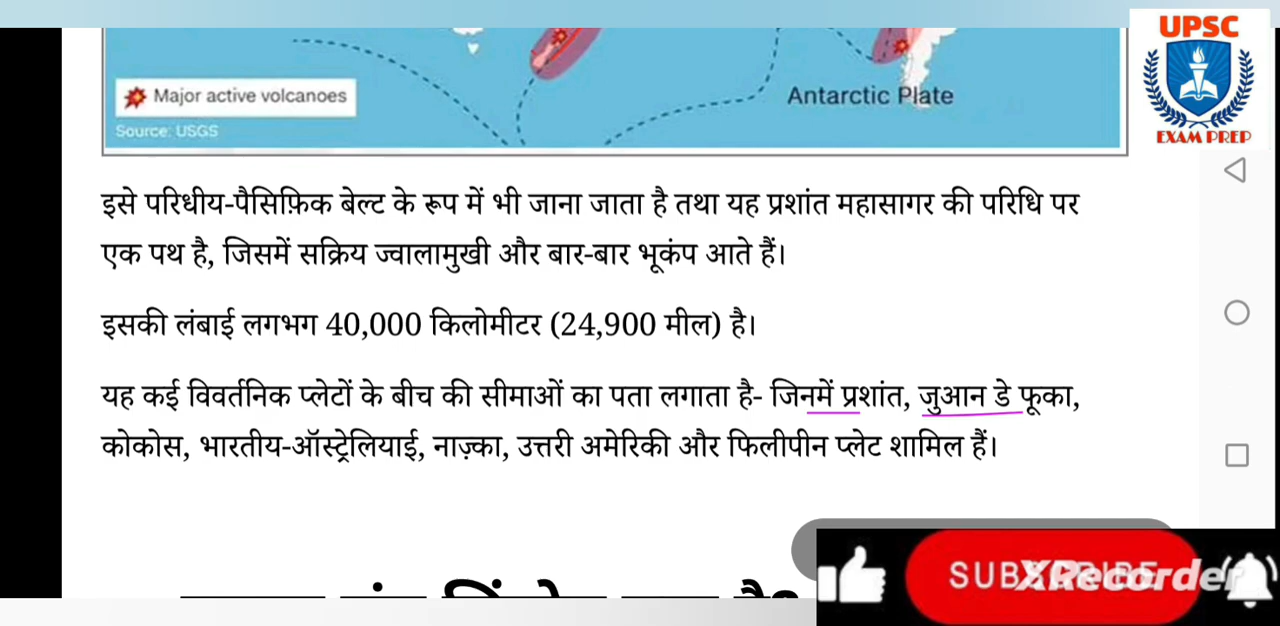 UPSC
EXAM PREP
Major active volcanoes
Antarctic Plate
Source: USGS
इसे परिधीय-पैसिफ़िक बेल्ट के रूप में भी जाना जाता है तथा यह प्रशांत महासागर की परिधि पर
एक पथ है, जिसमें सक्रिय ज्वालामुखी और बार-बार भूकंप आते हैं।
इसकी लंबाई लगभग 40,000 किलोमीटर (24,900 मील) है।
यह कई विवर्तनिक प्लेटों के बीच की सीमाओं का पता लगाता है- जिनमें प्रशांत, जुआन डे फूका,
कोकोस, भारतीय-ऑस्ट्रेलियाई, नाज़्का, उत्तरी अमेरिकी और फिलीपीन प्लेट शामिल हैं।
SUBSCRIBE
XRecorder